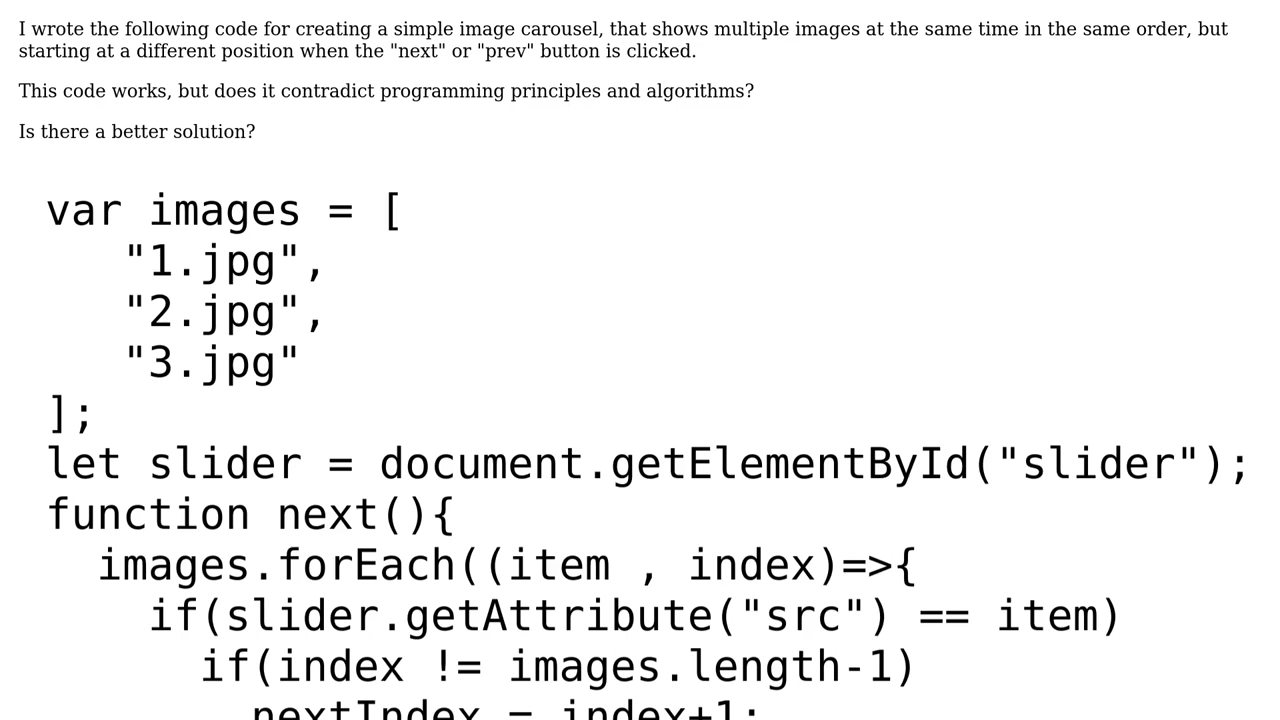 I wrote the following code for creating a simple image carousel, that shows multiple images at the same time in the same order, but
starting at a different position when the "next" or "prev" button is clicked.
This code works, but does it contradict programming principles and algorithms?
Is there a better solution?
var images = [
"1.jpg",
"2.jpg",
"3.jpg"
];
let slider = document.getElementById("slider");
function next(){
images.forEach((item , index)=>{
if(slider.getAttribute("src") == item)
if(index != images.length-1)
nextIndex = index+1;